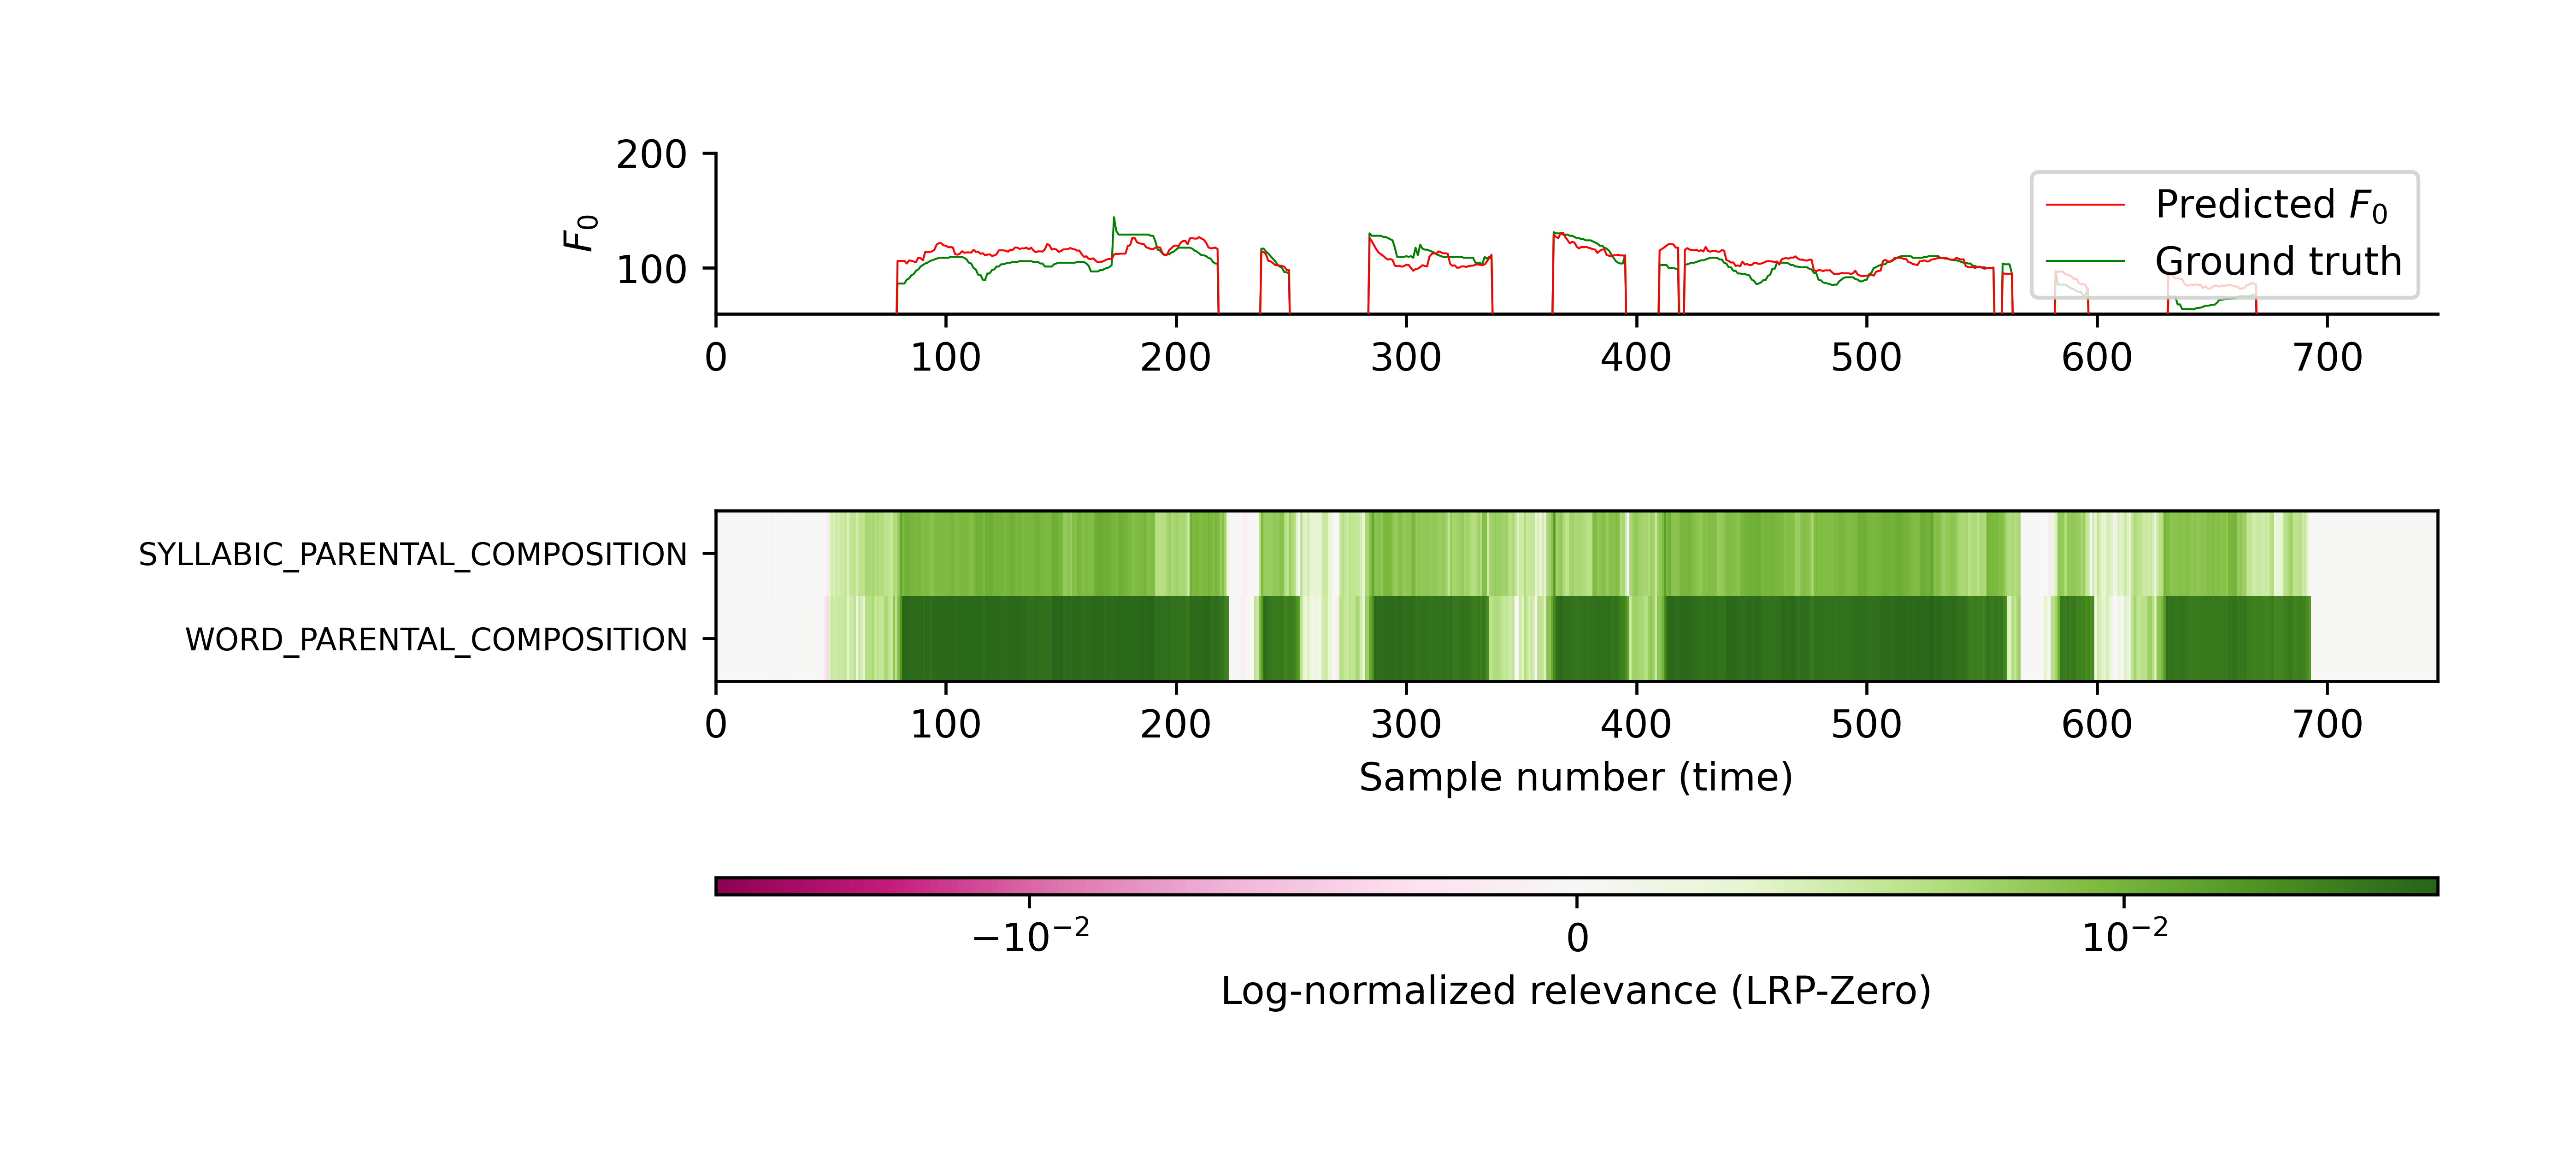 200
100
F₀
Predicted F₀
Ground truth
0 100 200 300 400 500 600 700
SYLLABIC_PARENTAL_COMPOSITION
WORD_PARENTAL_COMPOSITION
0 100 200 300 400 500 600 700
Sample number (time)
−10⁻² 0 10⁻²
Log-normalized relevance (LRP-Zero)